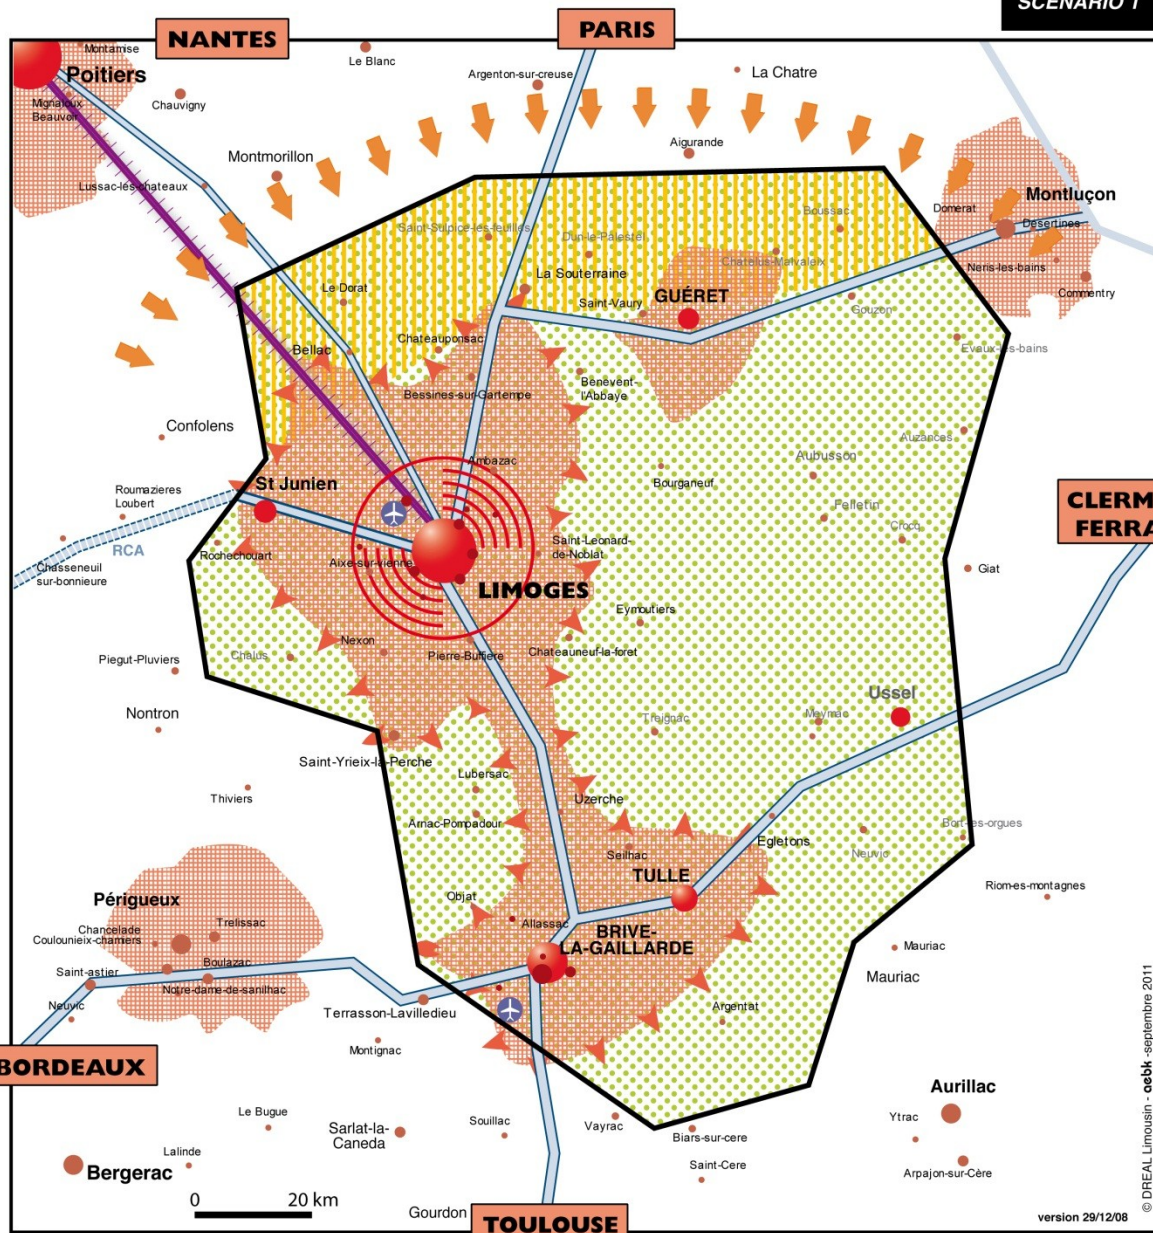 SCENARIO 1
NANTES
PARIS
Montamise
Poitiers
Le Blanc
Argenton-sur-creuse
La Chatre
Mignaloux
Beauvoir
Chauvigny
Aigurande
Montmorillon
Lussac-lés-chateaux
Montluçon
Domerat
Desertines
Boussac
Saint-Sulpice-les-feuilles
Dun-le-Palestel
Chatelus-Malvaleix
Neris-les-bains
Commentry
La Souterraine
Le Dorat
Saint-Vaury
GUÉRET
Gouzon
Evaux-les-bains
Chateauponsac
Bellac
Bessines-sur-Gartempe
Bénévent-
l'Abbaye
Confolens
Auzances
Ambazac
Aubusson
St Junien
Bourganeuf
Roumazieres
Loubert
Felletin
CLERM
FERRA
Crocq
RCA
Rochechouart
Saint-Leonard-
de-Noblat
Aixe-sur-vienne
Chasseneuil
sur-bonnieure
Giat
LIMOGES
Eymoutiers
Nexon
Pierre-Buffiere
Chateauneuf-la-foret
Chalus
Piegut-Pluviers
Ussel
Nontron
Treignac
Meymac
Saint-Yrieix-la-Perche
Lubersac
Thiviers
Uzerche
Arnac-Pompadour
Bort-les-orgues
Egletons
Neuvic
Seilhac
TULLE
Riom-es-montagnes
Périgueux
Objat
Trelissac
Chancelade
Coulounieix-chamiers
Allassac
BRIVE-
LA-GAILLARDE
Mauriac
Boulazac
Saint-astier
Mauriac
Notre-dame-de-sanilhac
Neuvic
Terrasson-Lavilledieu
Argentat
Montignac
BORDEAUX
Aurillac
Le Bugue
Sarlat-la-
Caneda
Souillac
Vayrac
Ytrac
Biars-sur-cere
Lalinde
Saint-Cere
Bergerac
Arpajon-sur-Cère
0 20 km
Gourdon
TOULOUSE
version 29/12/08
© DREAL Limousin - aebk -septembre 2011